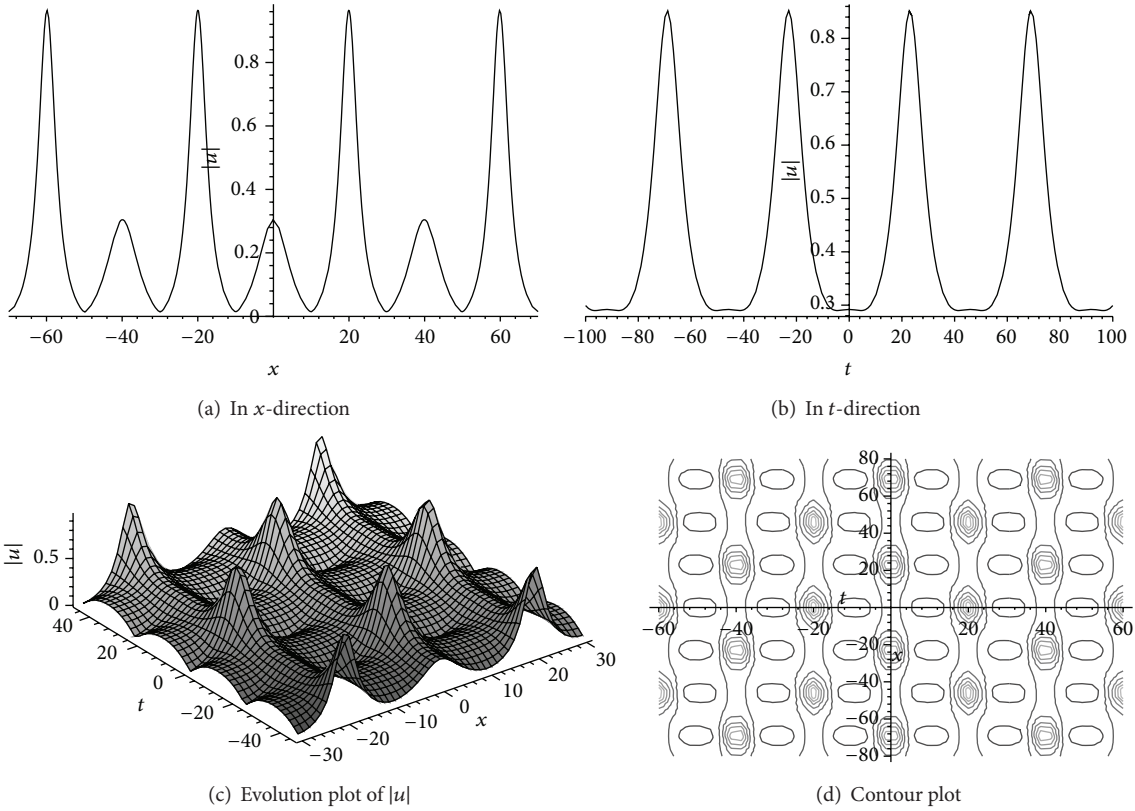 0.8
0.6
|u|
0.4
0.2
0
−60 −40 −20 20 40 60
x
(a) In x-direction
0.8
0.7
0.6
|u|
0.5
0.4
0.3
−100 −80 −60 −40 −20 0 20 40 60 80 100
t
(b) In t-direction
|u|
0.5
0
40
20
0
−20
−40
t
−30
−20
−10
0
10
20
30
x
(c) Evolution plot of |u|
80
60
40
20
t
−60 −40 −20 20 40 60
−20
x
−40
−60
−80
(d) Contour plot